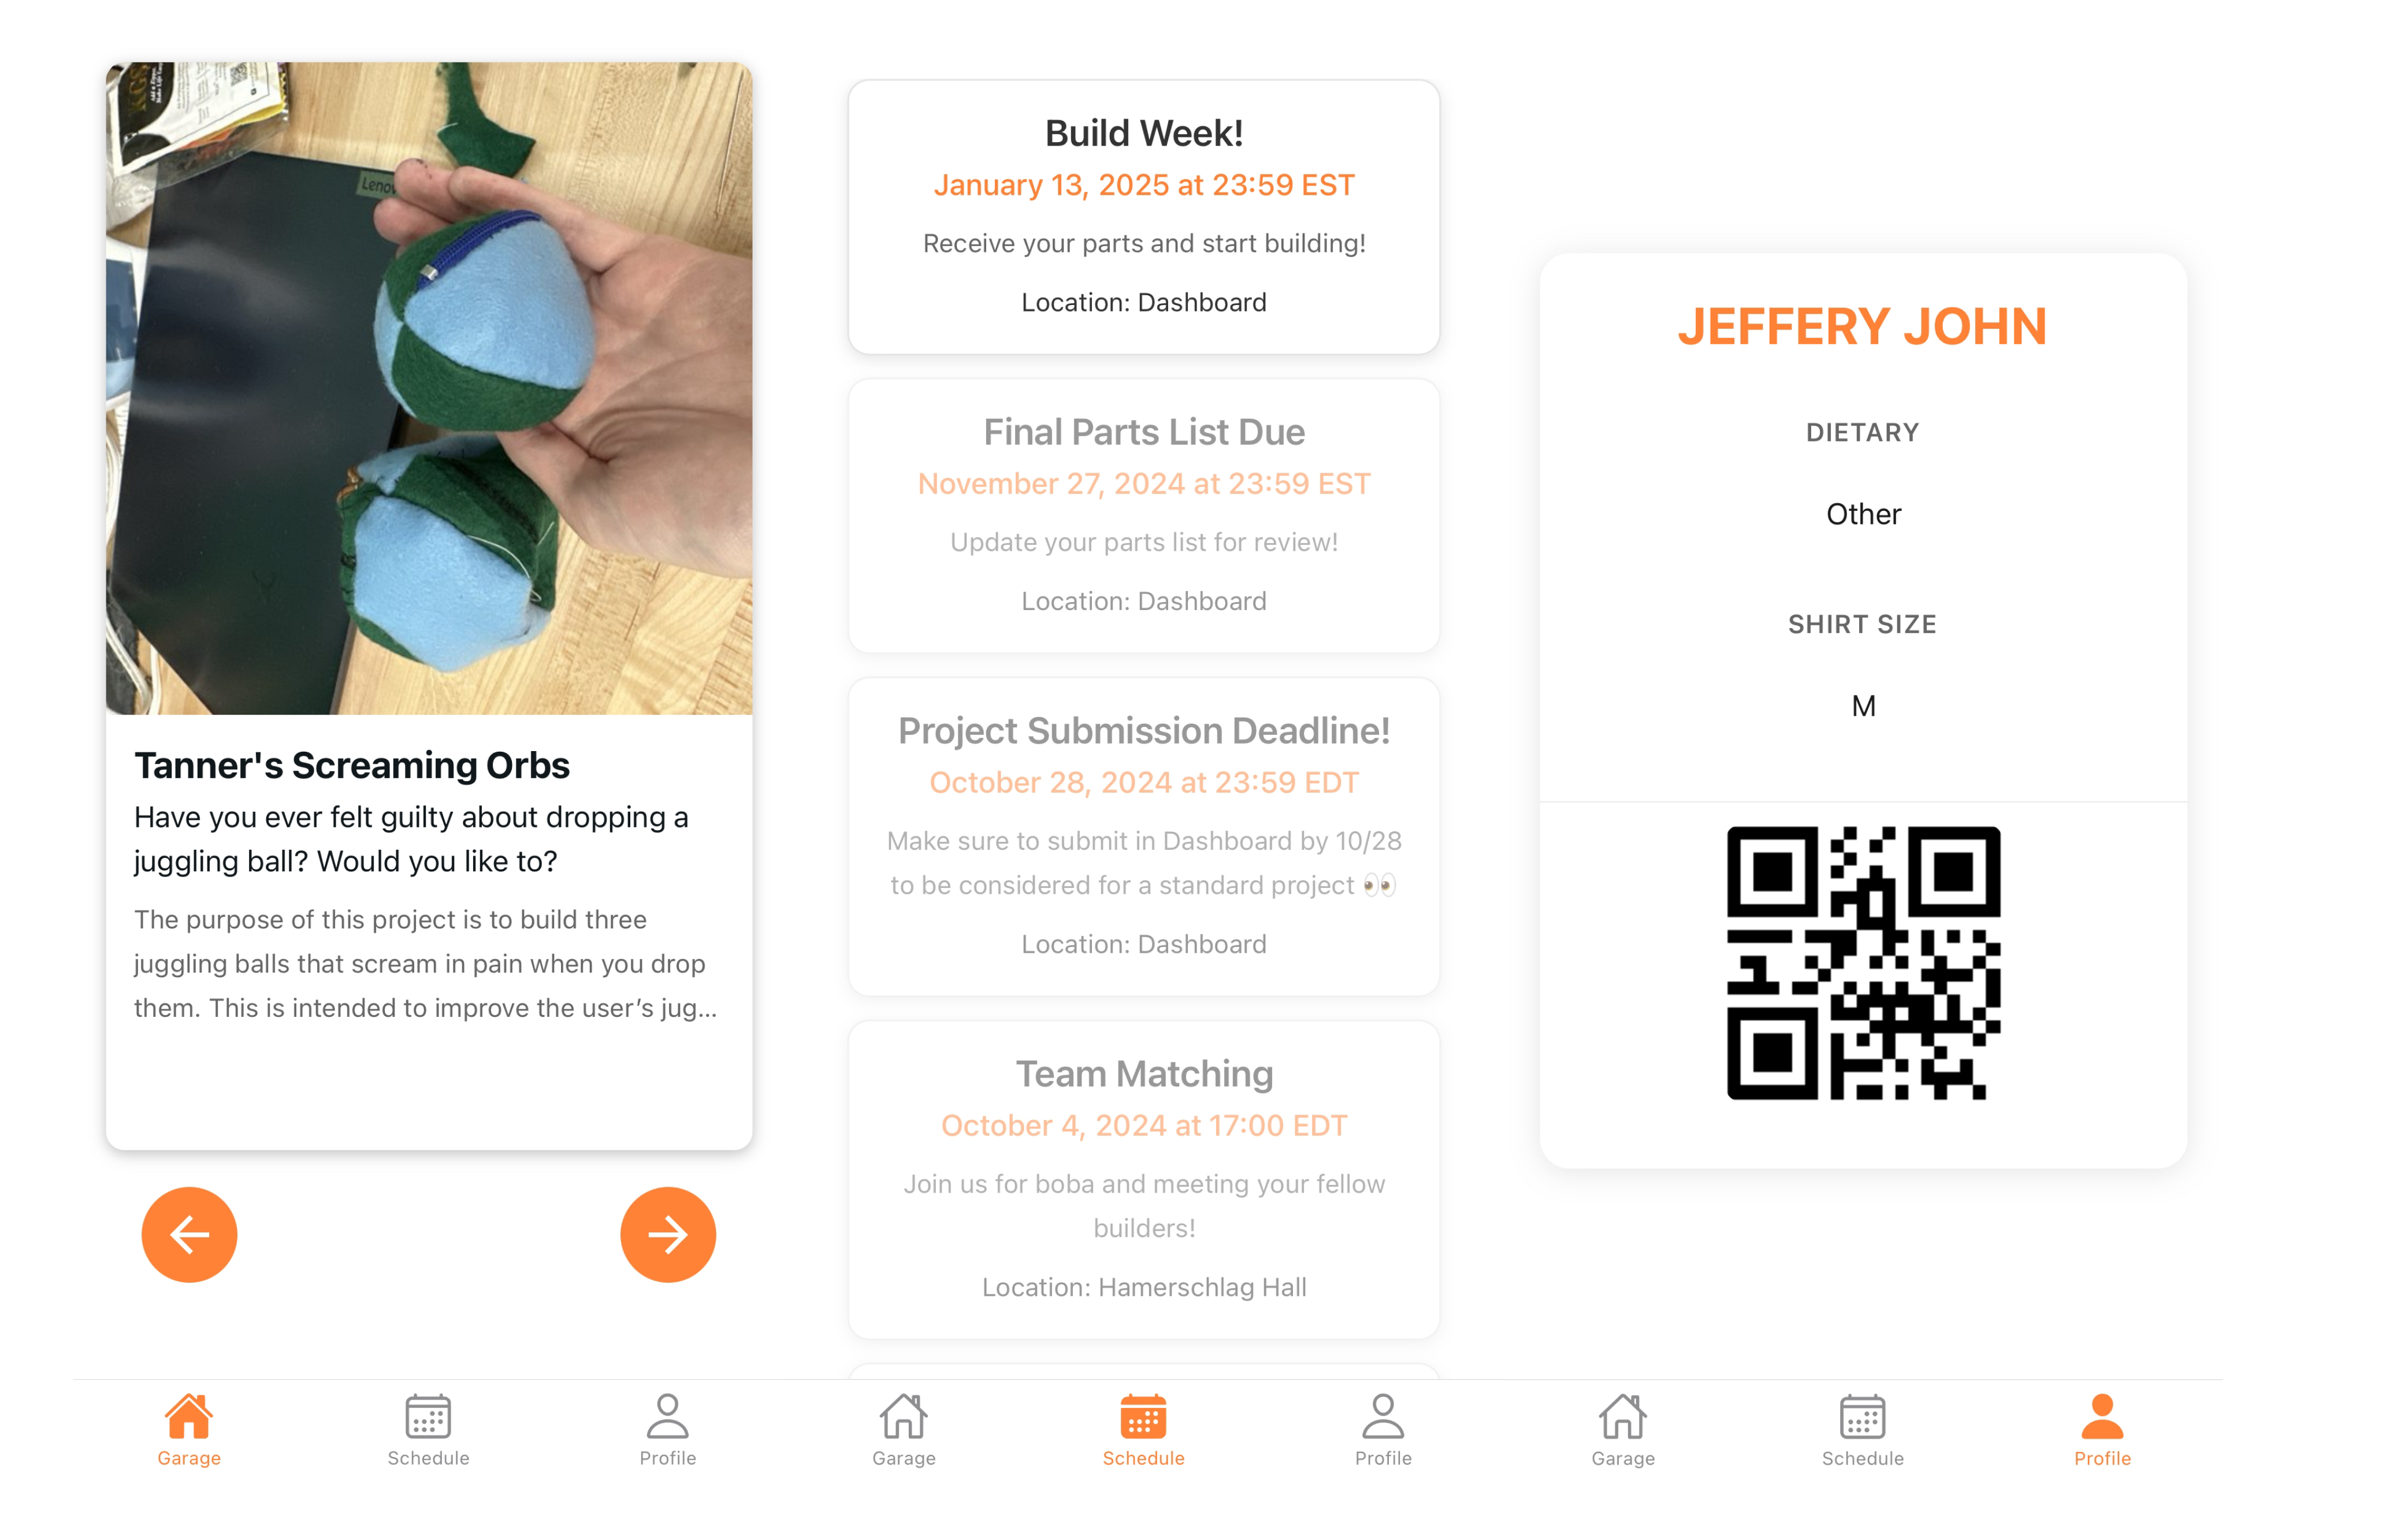 Lenov
Tanner's Screaming Orbs
Have you ever felt guilty about dropping a
juggling ball? Would you like to?
The purpose of this project is to build three
juggling balls that scream in pain when you drop
them. This is intended to improve the user’s jug...
Garage
Schedule
Profile
Build Week!
January 13, 2025 at 23:59 EST
Receive your parts and start building!
Location: Dashboard
Final Parts List Due
November 27, 2024 at 23:59 EST
Update your parts list for review!
Location: Dashboard
Project Submission Deadline!
October 28, 2024 at 23:59 EDT
Make sure to submit in Dashboard by 10/28
to be considered for a standard project 👀
Location: Dashboard
Team Matching
October 4, 2024 at 17:00 EDT
Join us for boba and meeting your fellow
builders!
Location: Hamerschlag Hall
Garage
Schedule
Profile
JEFFERY JOHN
DIETARY
Other
SHIRT SIZE
M
Garage
Schedule
Profile